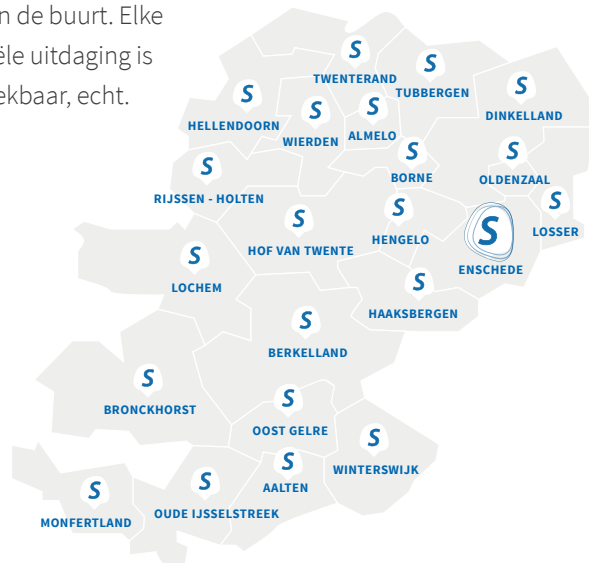 n de buurt. Elke
ële uitdaging is
ekbaar, echt.
S
TWENTERAND
S
TUBBERGEN
S
DINKELLAND
S
HELLENDOORN
S
WIERDEN
S
ALMELO
S
BORNE
S
OLDENZAAL
S
RIJSSEN - HOLTEN
S
HOF VAN TWENTE
S
HENGELO
S
ENSCHEDE
S
LOSSER
S
LOCHEM
S
HAAKSBERGEN
S
BERKELLAND
S
BRONCKHORST
S
OOST GELRE
S
WINTERSWIJK
S
AALTEN
S
OUDE IJSSELSTREEK
S
MONFERTLAND